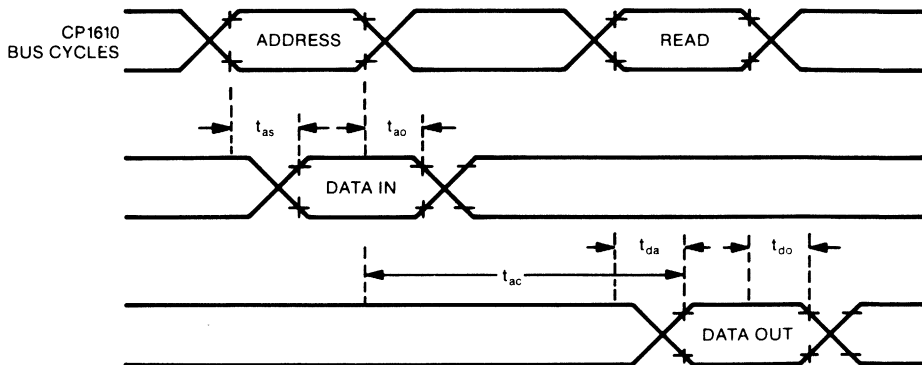 CP1610
BUS CYCLES
ADDRESS
READ
tas
tao
DATA IN
tda
tdo
tac
DATA OUT